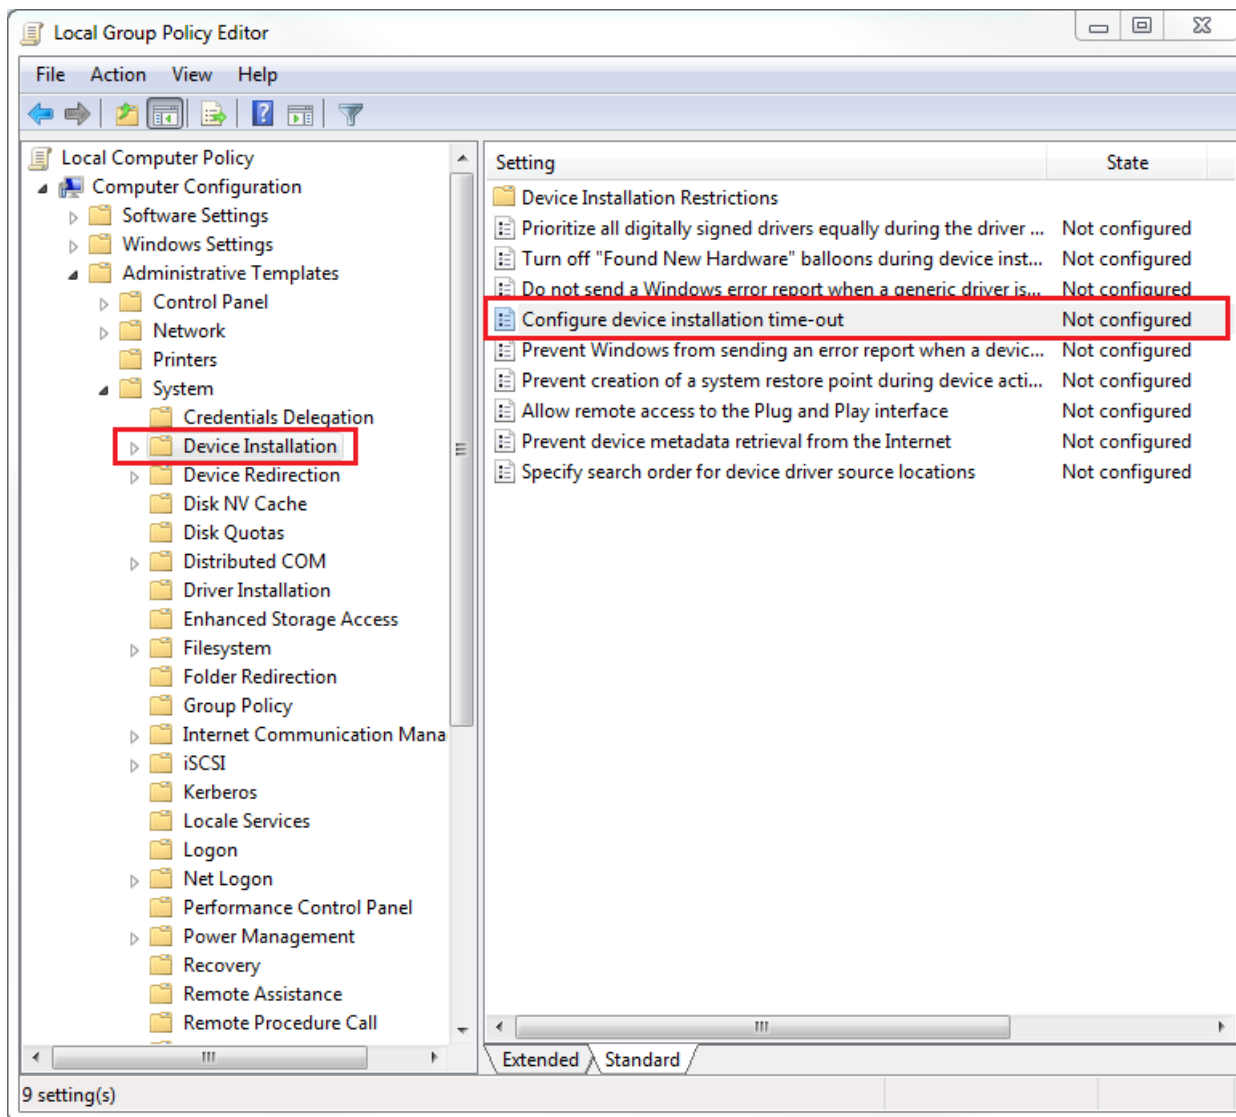 Local Group Policy Editor
File Action View Help
Local Computer Policy
Computer Configuration
Software Settings
Windows Settings
Administrative Templates
Control Panel
Network
Printers
System
Credentials Delegation
Device Installation
Device Redirection
Disk NV Cache
Disk Quotas
Distributed COM
Driver Installation
Enhanced Storage Access
Filesystem
Folder Redirection
Group Policy
Internet Communication Mana
iSCSI
Kerberos
Locale Services
Logon
Net Logon
Performance Control Panel
Power Management
Recovery
Remote Assistance
Remote Procedure Call
Setting State
Device Installation Restrictions
Prioritize all digitally signed drivers equally during the driver ... Not configured
Turn off "Found New Hardware" balloons during device inst... Not configured
Do not send a Windows error report when a generic driver is... Not configured
Configure device installation time-out Not configured
Prevent Windows from sending an error report when a devic... Not configured
Prevent creation of a system restore point during device acti... Not configured
Allow remote access to the Plug and Play interface Not configured
Prevent device metadata retrieval from the Internet Not configured
Specify search order for device driver source locations Not configured
Extended Standard
9 setting(s)